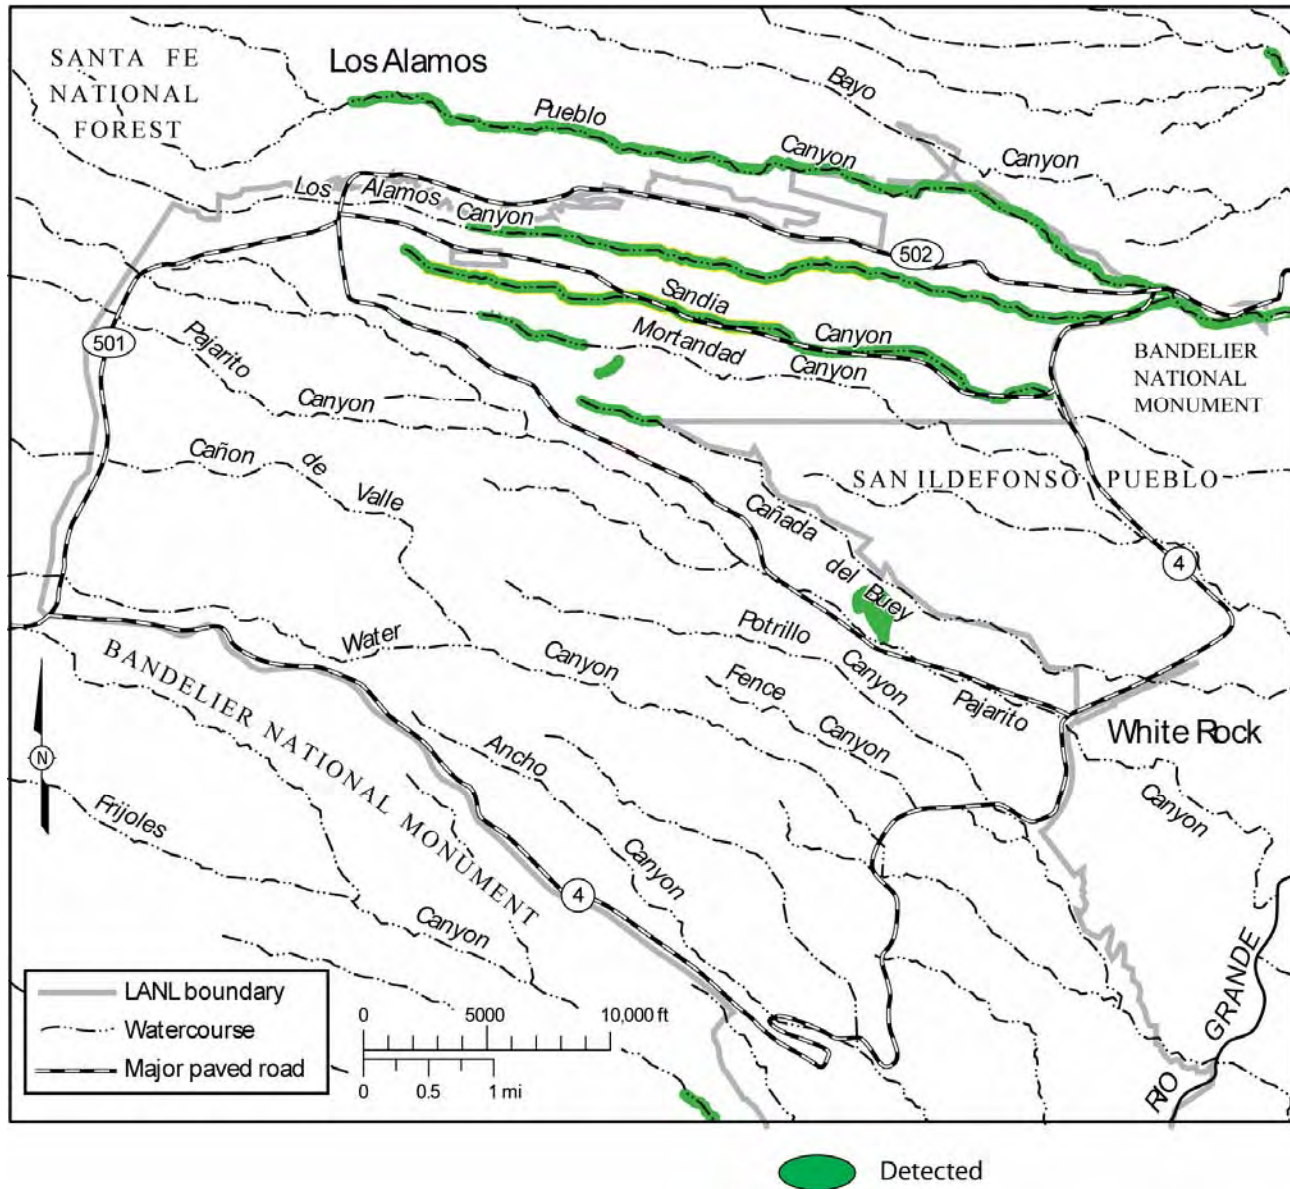 SANTA FE
NATIONAL
FOREST
Los Alamos
Bayo
Canyon
Pueblo
Canyon
Los Alamos
Canyon
502
Sandia
Canyon
Mortandad
Canyon
501
Pajarito
Canyon
BANDELIER
NATIONAL
MONUMENT
Cañon de Valle
SAN ILDEFONSO PUEBLO
Cañada del Buey
4
Water
Canyon
Potrillo
Canyon
Fence
Canyon
Pajarito
White Rock
Canyon
BANDELIER NATIONAL MONUMENT
N
Ancho
Canyon
Frijoles
Canyon
4
RIO GRANDE
LANL boundary
Watercourse
Major paved road
0 5000 10,000 ft
0 0.5 1 mi
Detected